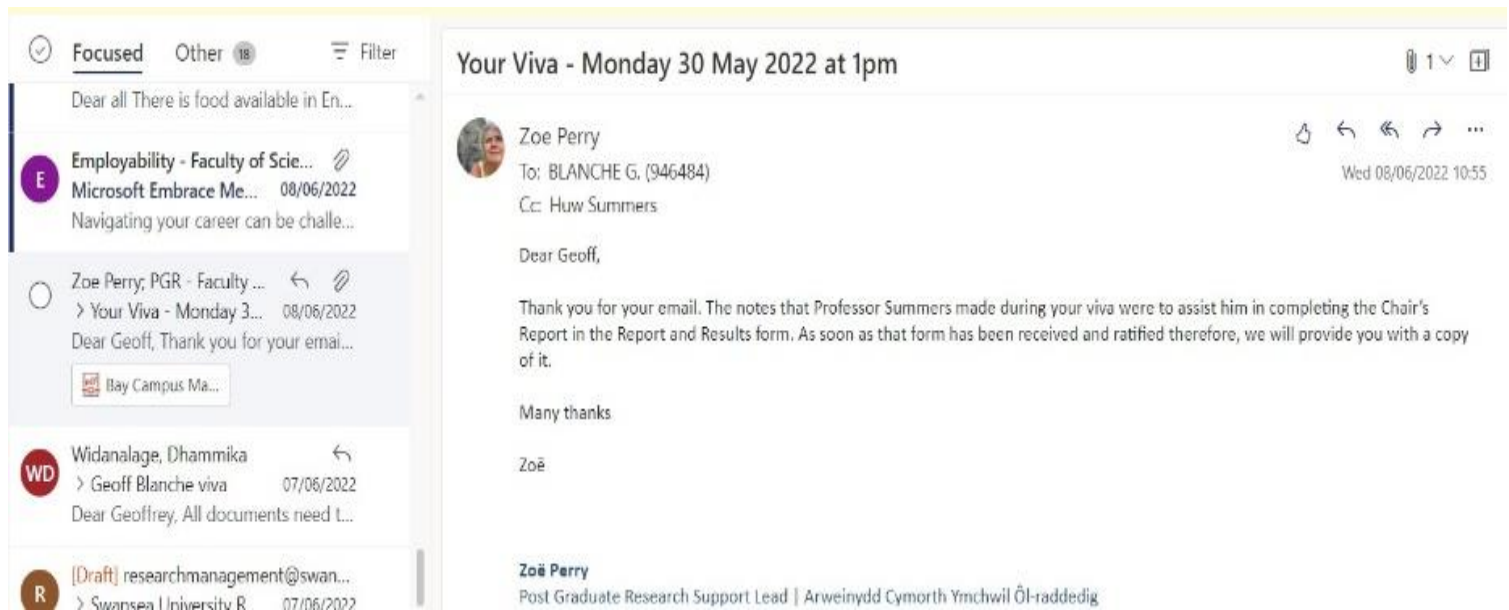 Focused Other 18 Filter
Dear all There is food available in En...
E
Employability - Faculty of Scie...
Microsoft Embrace Me... 08/06/2022
Navigating your career can be challe...
Zoe Perry; PGR - Faculty ...
> Your Viva - Monday 3... 08/06/2022
Dear Geoff, Thank you for your emai...
Bay Campus Ma...
WD
Widanalage, Dhammika
> Geoff Blanche viva 07/06/2022
Dear Geoffrey, All documents need t...
R
[Draft] researchmanagement@swan...
> Swansea University R... 07/06/2022
Your Viva - Monday 30 May 2022 at 1pm
1
Zoe Perry
To: BLANCHE G. (946484)
Cc: Huw Summers
Wed 08/06/2022 10:55
Dear Geoff,
Thank you for your email. The notes that Professor Summers made during your viva were to assist him in completing the Chair's
Report in the Report and Results form. As soon as that form has been received and ratified therefore, we will provide you with a copy
of it.
Many thanks
Zoë
Zoë Perry
Post Graduate Research Support Lead | Arweinydd Cymorth Ymchwil Ôl-raddedig